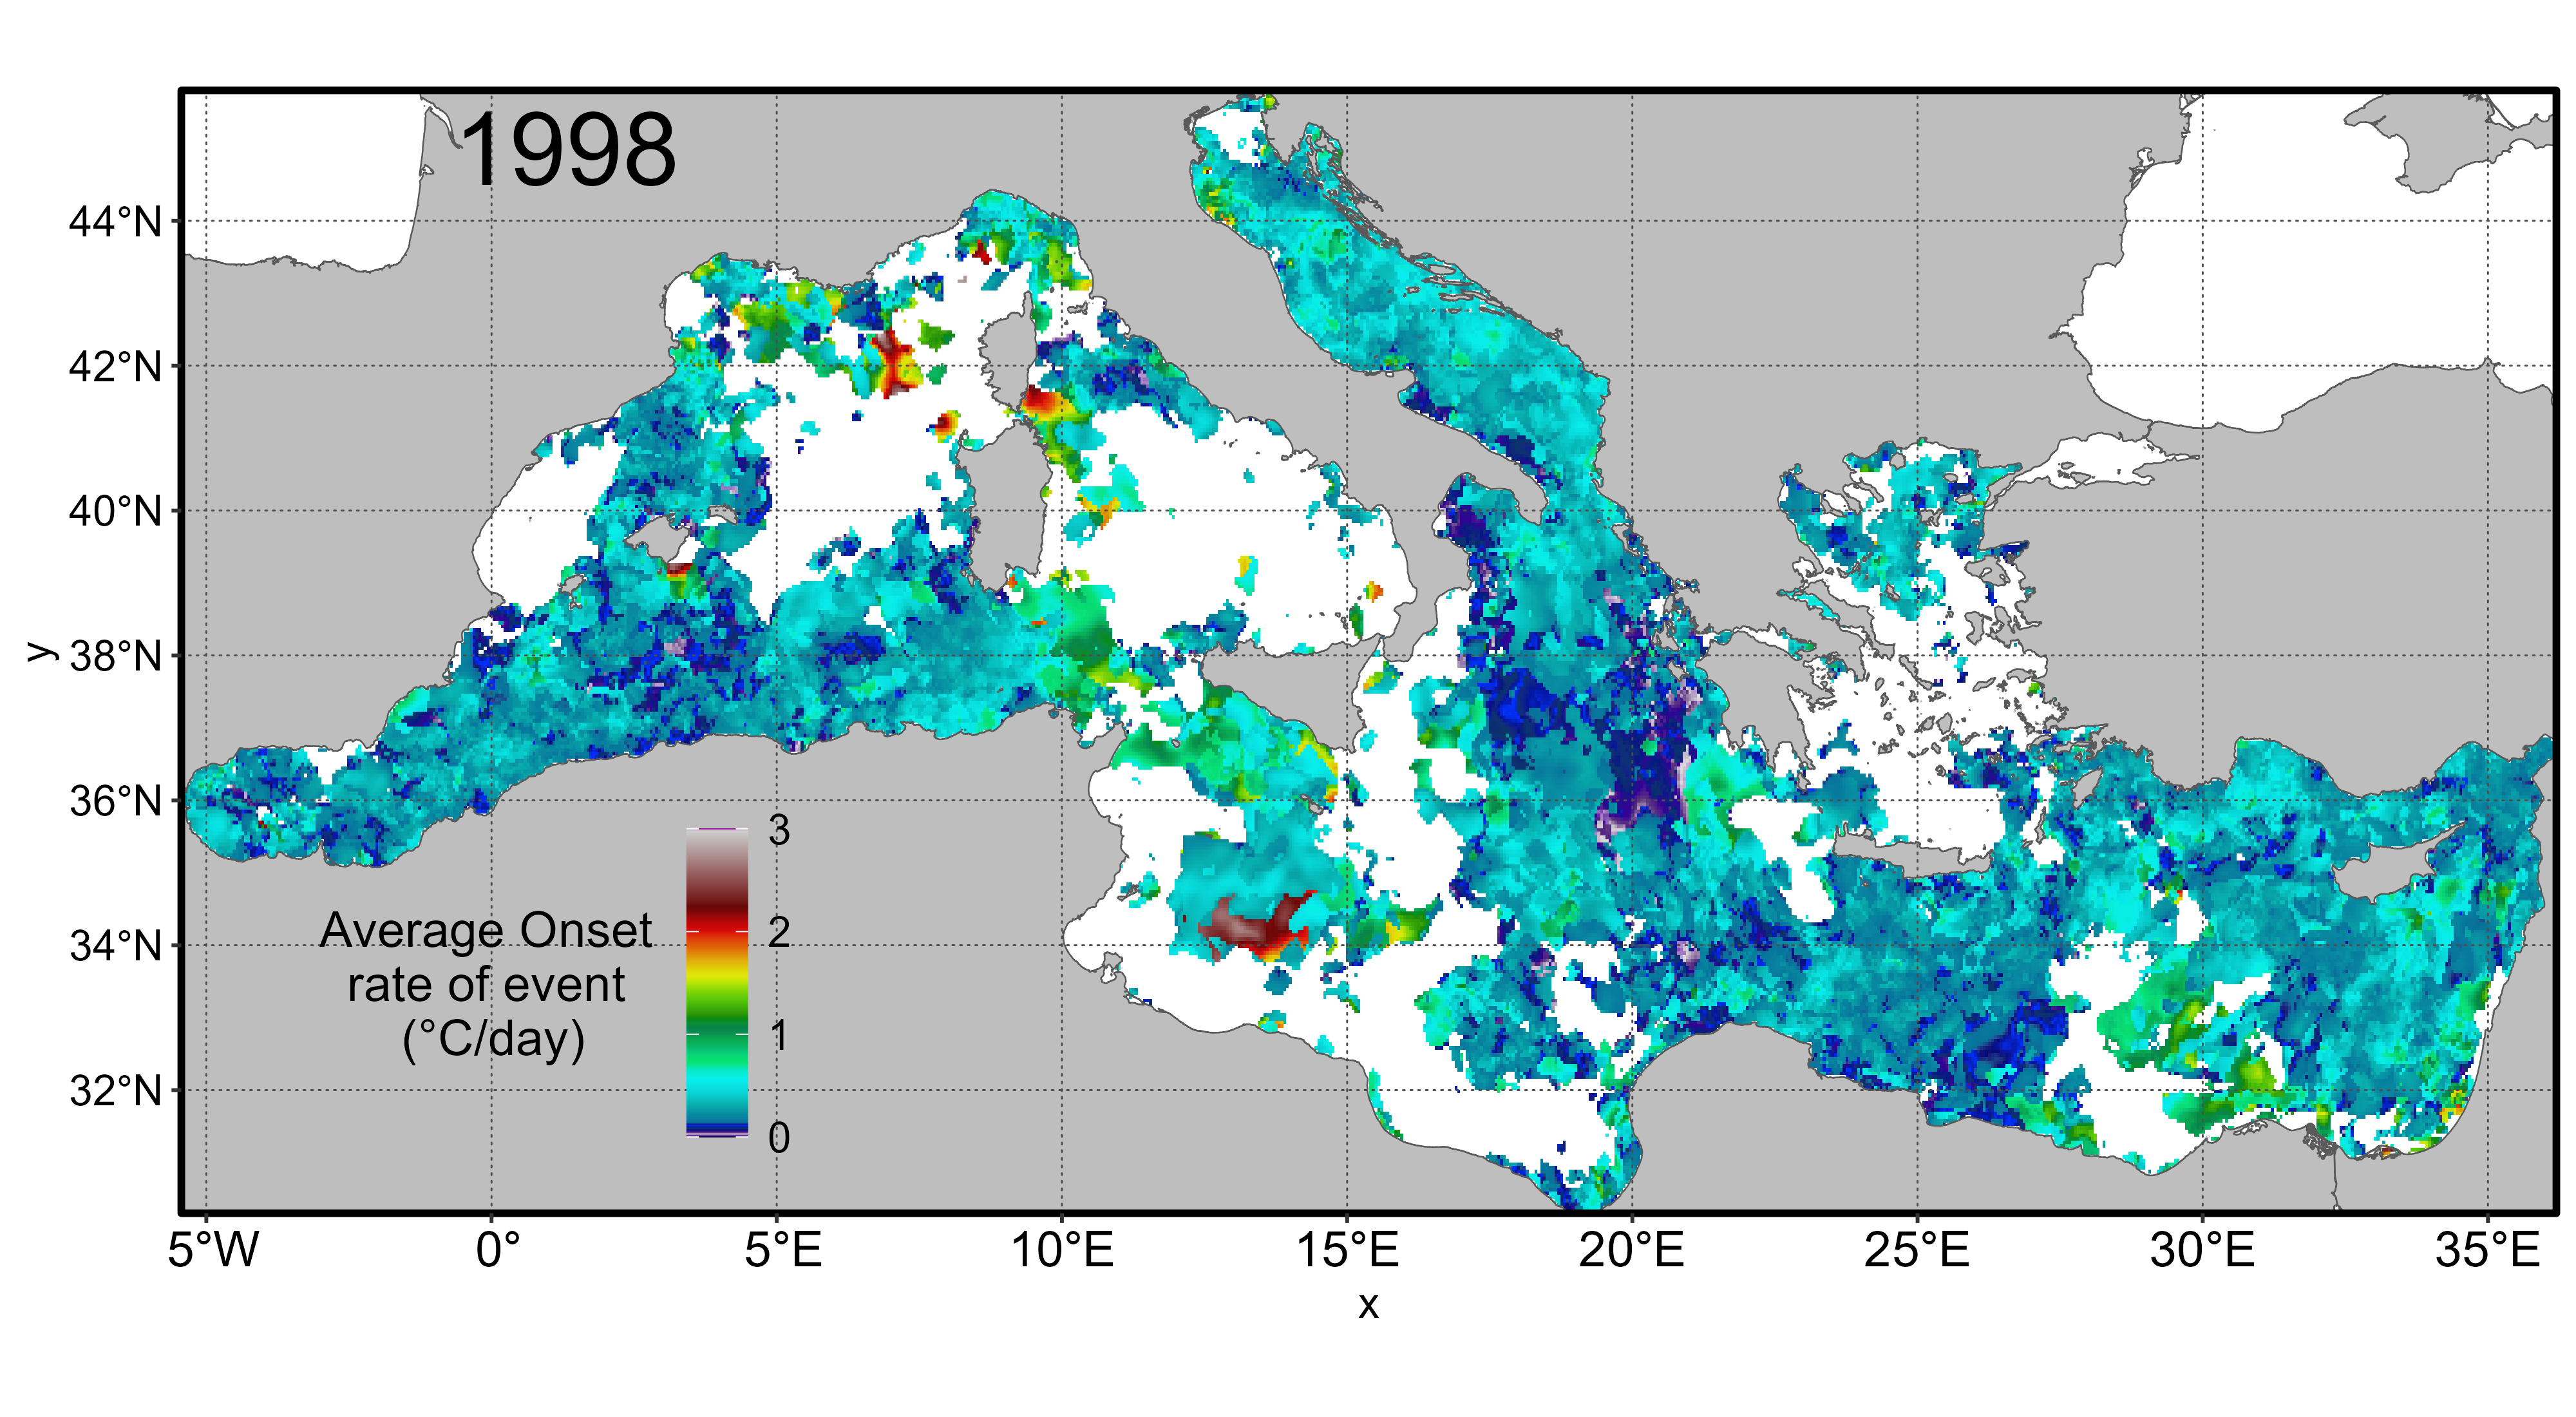 1998
44°N
42°N
40°N
38°N
36°N
34°N
32°N
y
Average Onset
rate of event
(°C/day)
3
2
1
0
5°W 0° 5°E 10°E 15°E 20°E 25°E 30°E 35°E
x